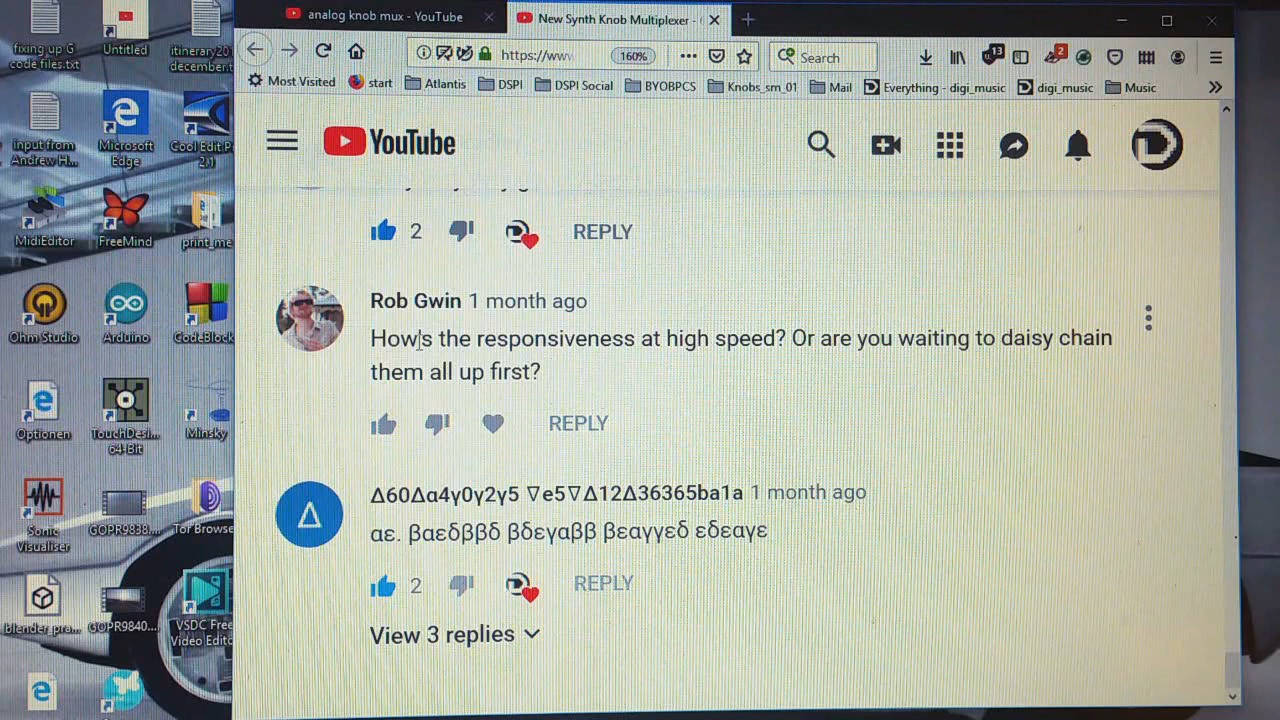 fixing up G
code files.txt
Untitled
itinerary20
december.t
input from
Andrew H...
Microsoft
Edge
Cool Edit P
2.1
MidiEditor
FreeMind
print_me
Ohm Studio
Arduino
CodeBlock
Optionen
TouchDesi...
64-Bit
Minsky
Sonic
Visualiser
GOPR9838...
Tor Browse
blender pra...
GOPR9840...
VSDC Free
Video Edito
analog knob mux - YouTube
New Synth Knob Multiplexer -
https://www
160%
Search
13
2
Most Visited start Atlantis DSPI DSPI Social BYOBPCS Knobs_sm_01 Mail Everything - digi_music digi_music Music
YouTube
2 REPLY
Rob Gwin 1 month ago
How's the responsiveness at high speed? Or are you waiting to daisy chain
them all up first?
REPLY
Δ60Δα4γ0γ2γ5 ∇e5∇Δ12Δ36365ba1a 1 month ago
αε. βαεδββδ βδεγαββ βεαγγεδ εδεαγε
2 REPLY
View 3 replies